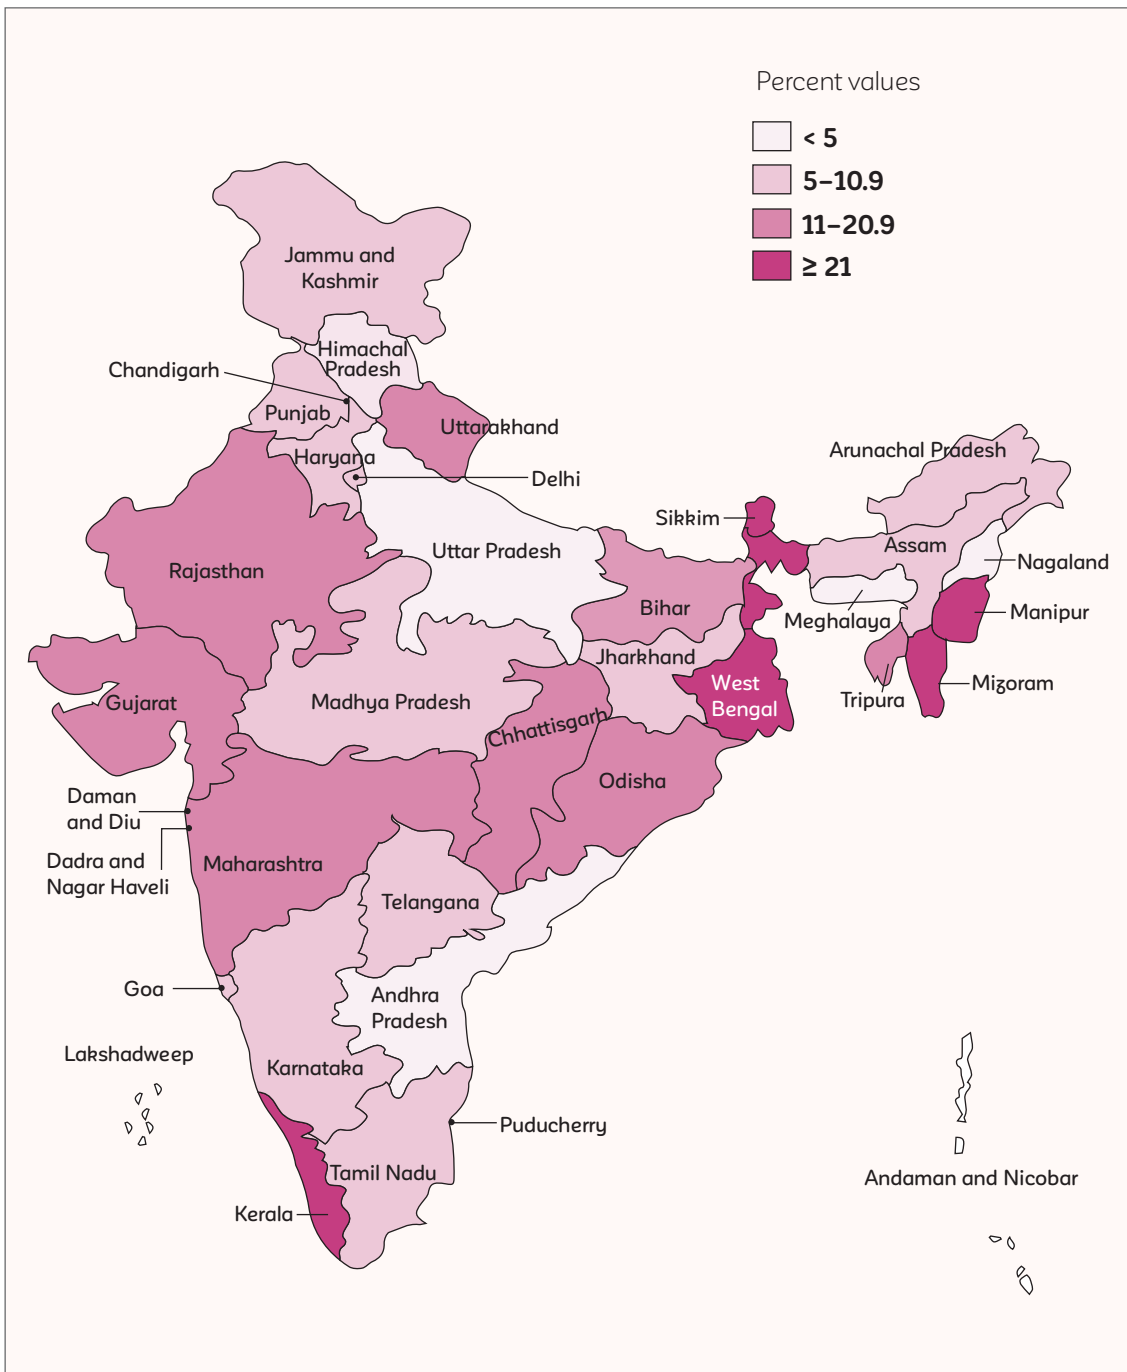 Percent values
< 5
5–10.9
11–20.9
≥ 21
Jammu and
Kashmir
Himachal
Pradesh
Chandigarh
Punjab
Uttarakhand
Haryana
Delhi
Arunachal Pradesh
Sikkim
Assam
Nagaland
Uttar Pradesh
Rajasthan
Bihar
Meghalaya
Manipur
Jharkhand
Mizoram
Tripura
West
Bengal
Gujarat
Madhya Pradesh
Chhattisgarh
Odisha
Daman
and Diu
Dadra and
Nagar Haveli
Maharashtra
Telangana
Goa
Andhra
Pradesh
Lakshadweep
Karnataka
Puducherry
Tamil Nadu
Andaman and Nicobar
Kerala